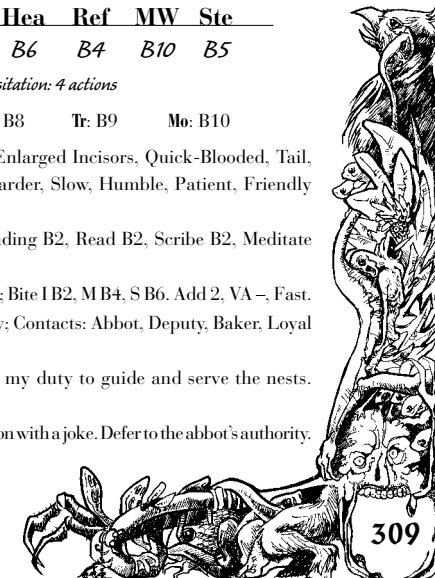 Hea Ref MW Ste
B6 B4 B10 B5
sitation: 4 actions
B8 Tr: B9 Mo: B10
Enlarged Incisors, Quick-Blooded, Tail,
arder, Slow, Humble, Patient, Friendly
ding B2, Read B2, Scribe B2, Meditate
; Bite I B2, M B4, S B6. Add 2, VA –, Fast.
y; Contacts: Abbot, Deputy, Baker, Loyal
my duty to guide and serve the nests.
on with a joke. Defer to the abbot's authority.
309